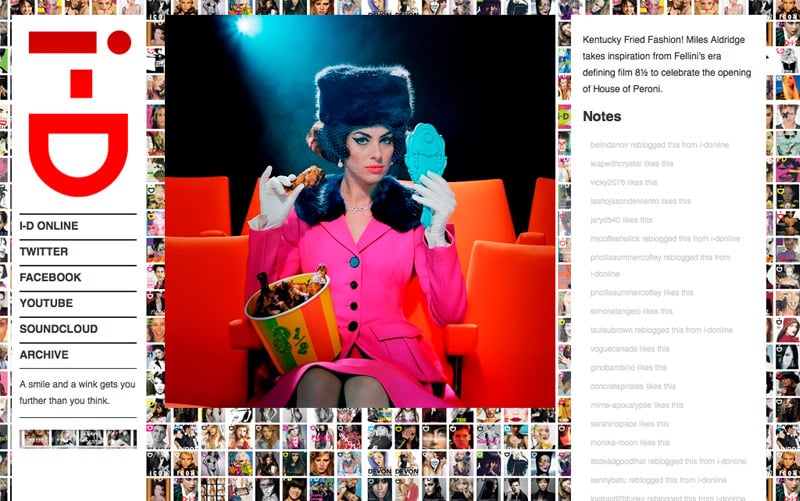 i-D
I-D ONLINE
TWITTER
FACEBOOK
YOUTUBE
SOUNDCLOUD
ARCHIVE
A smile and a wink gets you
further than you think.
Kentucky Fried Fashion! Miles Aldridge
takes inspiration from Fellini's era
defining film 8½ to celebrate the opening
of House of Peroni.
Notes
belindancir reblogged this from i-donline
leapwithcrystal likes this
vicky2076 likes this
lashojasondelviento likes this
jaryd540 likes this
mjcoffeeholick reblogged this from i-donline
pricillasummercoffey reblogged this from
i-donline
pricillasummercoffey likes this
simonelangelo likes this
laulaubrown reblogged this from i-donline
voguecanada likes this
ginobambino likes this
concretepirates likes this
mime-apocalypse likes this
sarahinspace likes this
monika-moon likes this
itsdeadgoodthat reblogged this from i-donline
kennybatu reblogged this from i-donline